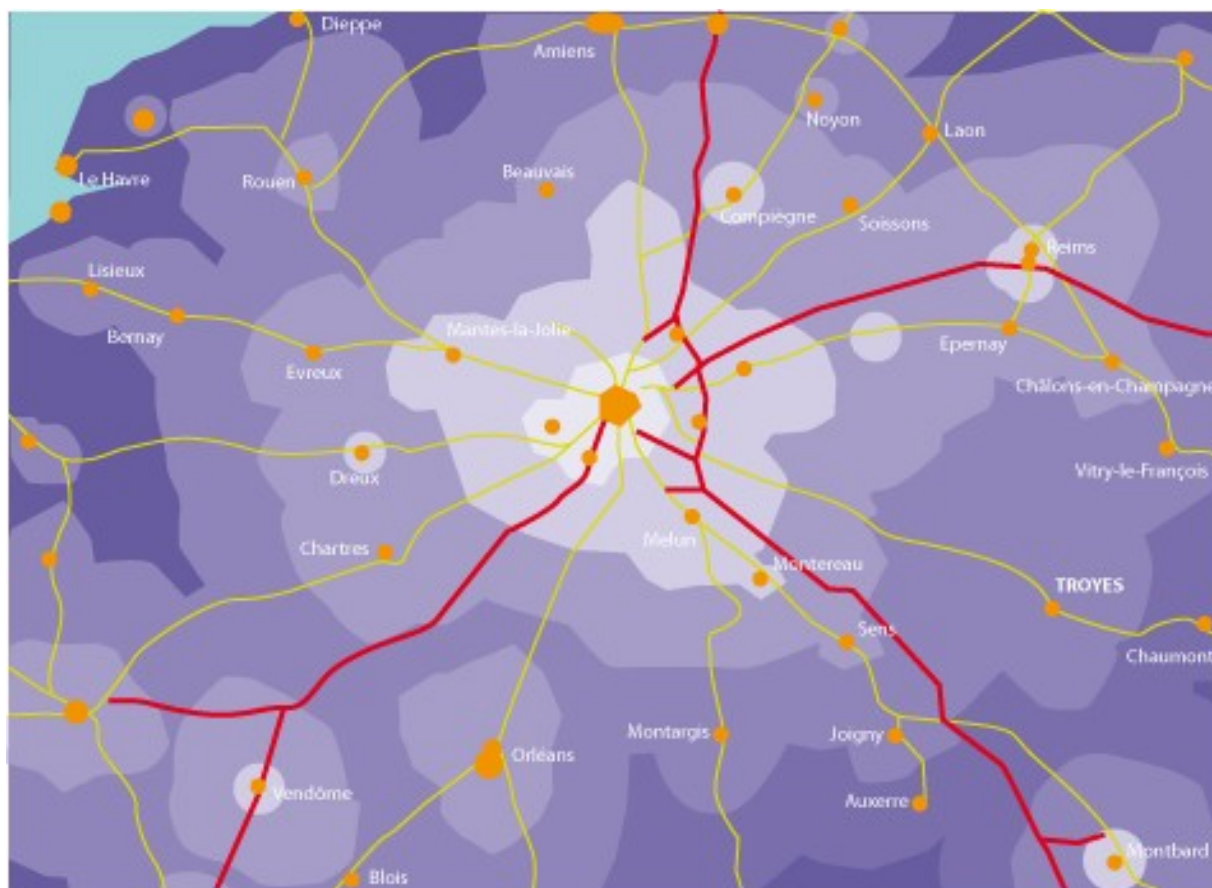 Dieppe
Amiens
Noyon
Laon
Le Havre
Rouen
Beauvais
Compiègne
Soissons
Reims
Lisieux
Bernay
Mantes-la-Jolie
Evreux
Epernay
Châlons-en-Champagne
Dreux
Vitry-le-François
Chartres
Melun
Montereau
TROYES
Sens
Chaumont
Montargis
Joigny
Orléans
Vendôme
Auxerre
Montbard
Blois